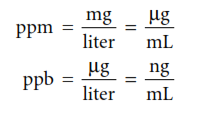 ppm = mg/liter = µg/mL
ppb = µg/liter = ng/mL